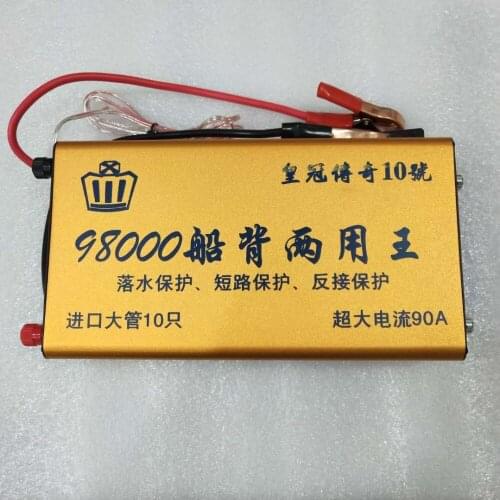 皇冠傳奇10號
98000船背两用王
落水保护、短路保护、反接保护
进口大管10只
超大电流90A